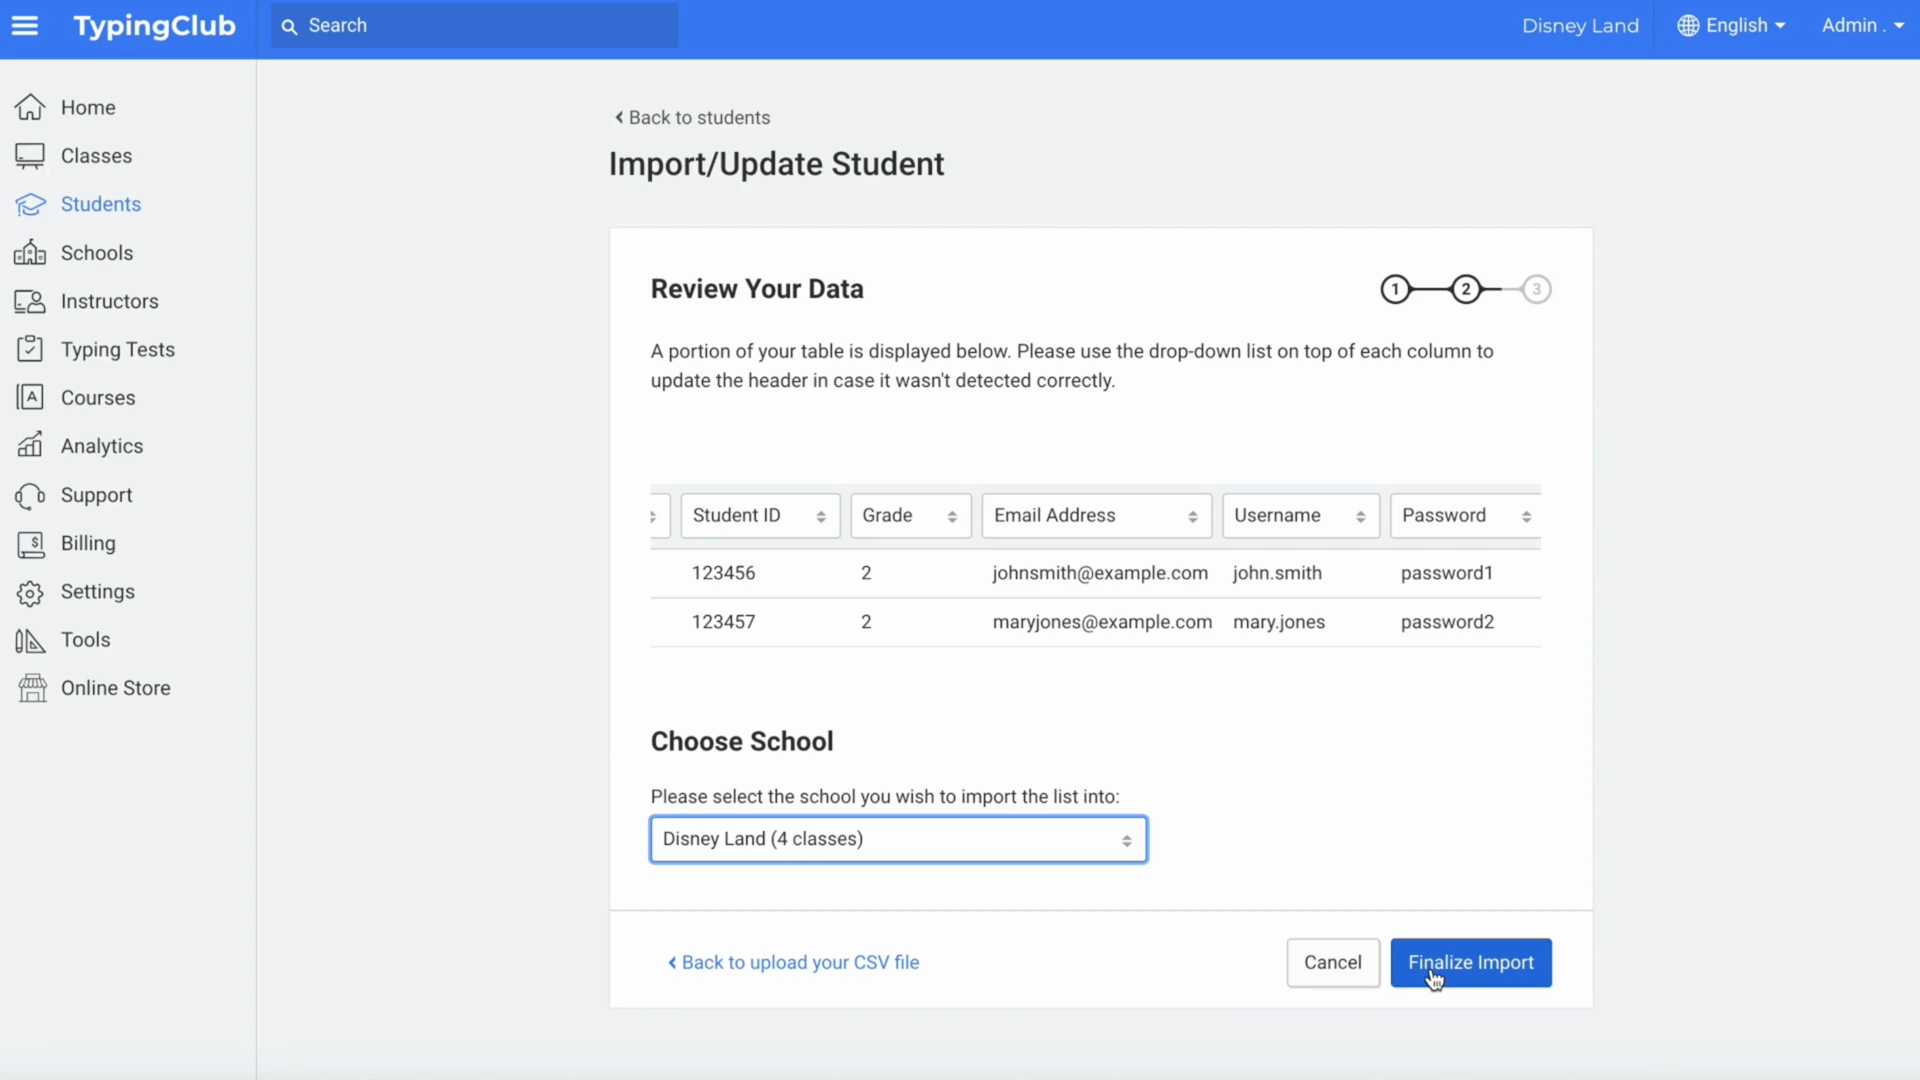 TypingClub
Search
Disney Land
English
Admin .
Home
Classes
Students
Schools
Instructors
Typing Tests
Courses
Analytics
Support
Billing
Settings
Tools
Online Store
Back to students
Import/Update Student
Review Your Data
1 2 3
A portion of your table is displayed below. Please use the drop-down list on top of each column to
update the header in case it wasn't detected correctly.
Student ID Grade Email Address Username Password
123456 2 johnsmith@example.com john.smith password1
123457 2 maryjones@example.com mary.jones password2
Choose School
Please select the school you wish to import the list into:
Disney Land (4 classes)
Back to upload your CSV file
Cancel
Finalize Import